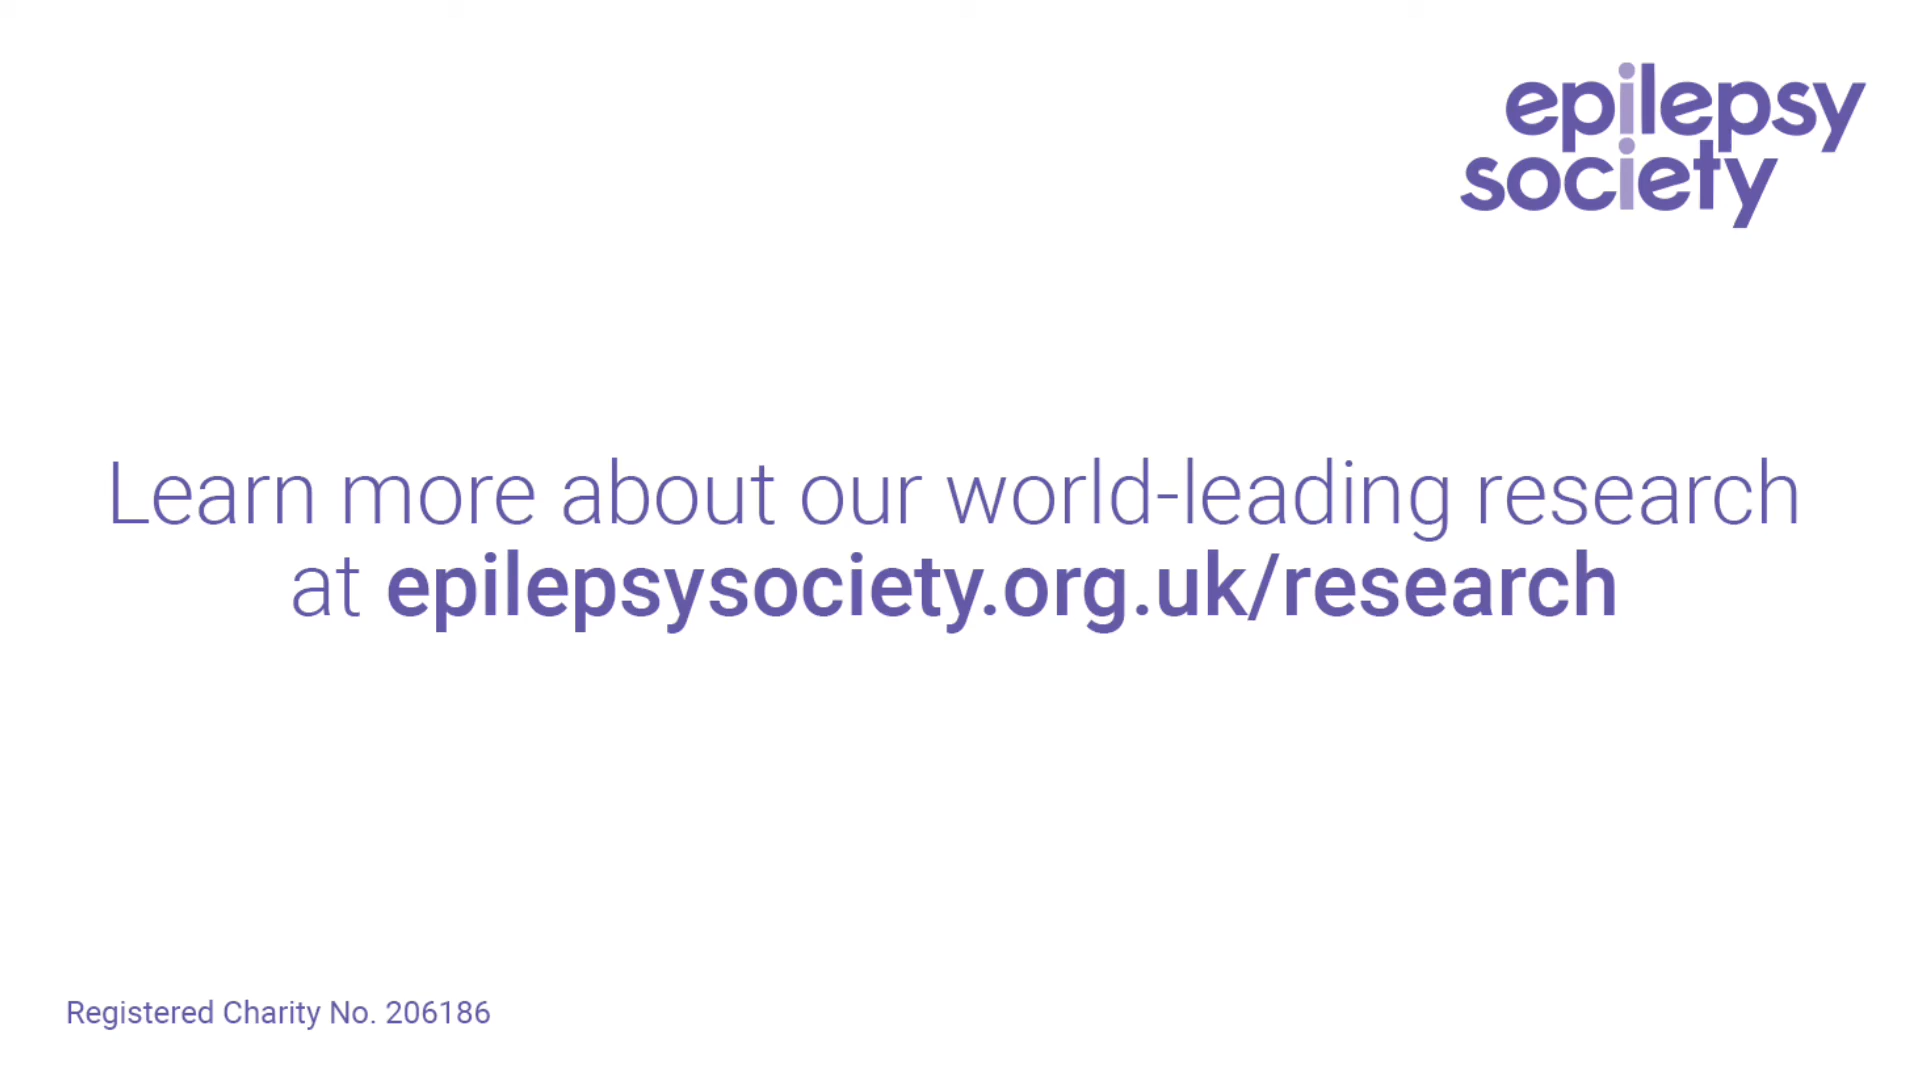 epilepsy
society
Learn more about our world-leading research
at epilepsysociety.org.uk/research
Registered Charity No. 206186